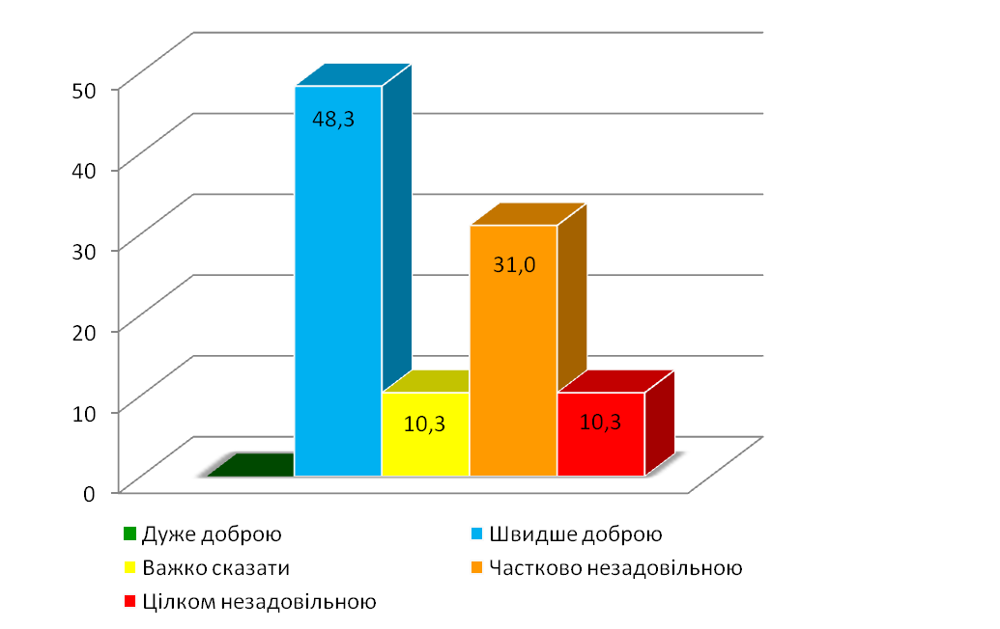 50
48,3
40
30
31,0
20
10
10,3
10,3
0
Дуже доброю
Швидше доброю
Важко сказати
Частково незадовільною
Цілком незадовільною